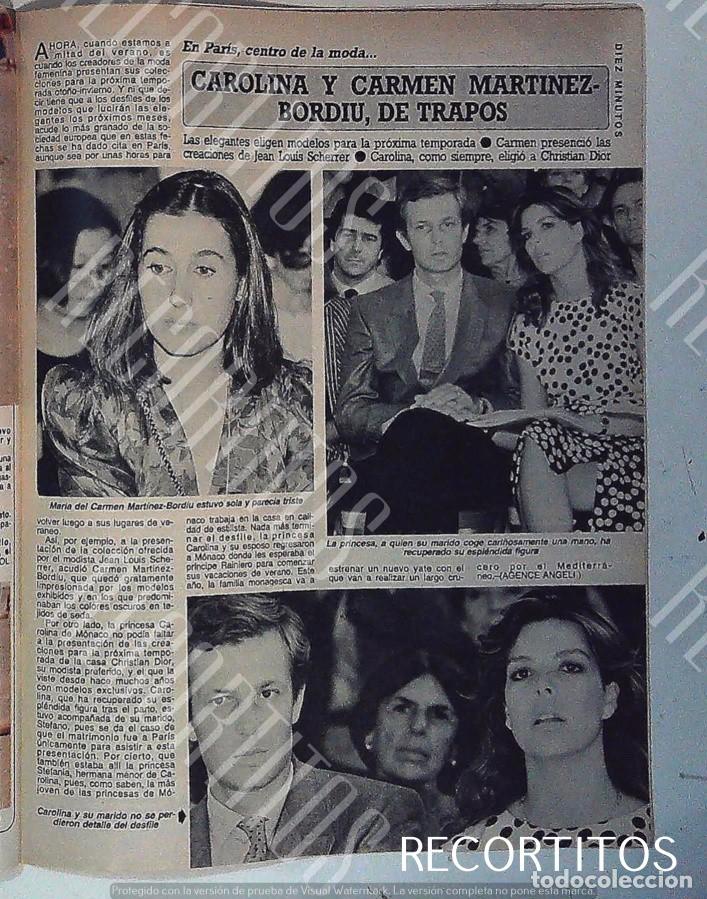 AHORA, cuando estamos a
mitad del verano, es
cuando los creadores de la moda
femenina presentan sus colec-
ciones para la próxima tempo-
rada otoño-invierno. Y ni que de-
cir tiene que a los desfiles de los
modelos que lucirán las ele-
gantes los próximos meses,
acude lo más granado de la so-
ciedad europea que en estas fe-
chas se ha dado cita en París,
aunque sea por unas horas para
En París, centro de la moda...
CAROLINA Y CARMEN MARTINEZ-
BORDIU, DE TRAPOS
DIEZ MINUTOS
Las elegantes eligen modelos para la próxima temporada ● Carmen presenció las
creaciones de Jean Louis Scherrer ● Carolina, como siempre, eligió a Christian Dior
María del Carmen Martínez-Bordiu estuvo sola y parecía triste
La princesa, a quien su marido coge cariñosamente una mano, ha
recuperado su espléndida figura
volver luego a sus lugares de ve-
raneo.
Así, por ejemplo, a la presen-
tación de la colección ofrecida
por el modista Jean Louis Sche-
rrer, acudió Carmen Martínez-
Bordiu, que quedó gratamente
impresionada por los modelos
exhibidos y en los que predomi-
naban los colores oscuros en te-
jidos de seda.
Por otro lado, la princesa Ca-
rolina de Mónaco no podía faltar
a la presentación de las crea-
ciones para la próxima tempo-
rada de la casa Christian Dior,
su modista preferido, y el que la
viste desde hace muchos años
con modelos exclusivos. Caro-
lina, que ha recuperado su es-
pléndida figura tras el parto, es-
tuvo acompañada de su marido,
Stefano, pues se da el caso de
que el matrimonio fue a París
únicamente para asistir a esta
presentación. Por cierto, que
también estaba allí la princesa
Stefanía, hermana menor de Ca-
rolina, pues, como saben, la más
joven de las princesas de Mó-
naco trabaja en la casa en cali-
dad de estilista. Nada más termi-
nar el desfile, la princesa
Carolina y su esposo regresaron
a Mónaco donde les esperaba el
príncipe Rainiero para comenzar
sus vacaciones de verano. Este
año, la familia monegasca va a
estrenar un nuevo yate con el
que van a realizar un largo cru-
cero por el Mediterrá-
neo.—(AGENCE ANGELI)
Carolina y su marido no se per-
dieron detalle del desfile
RECORTITOS
todocoleccion
Protegido con la versión de prueba de Visual Watermark. La versión completa no pone esta marca.